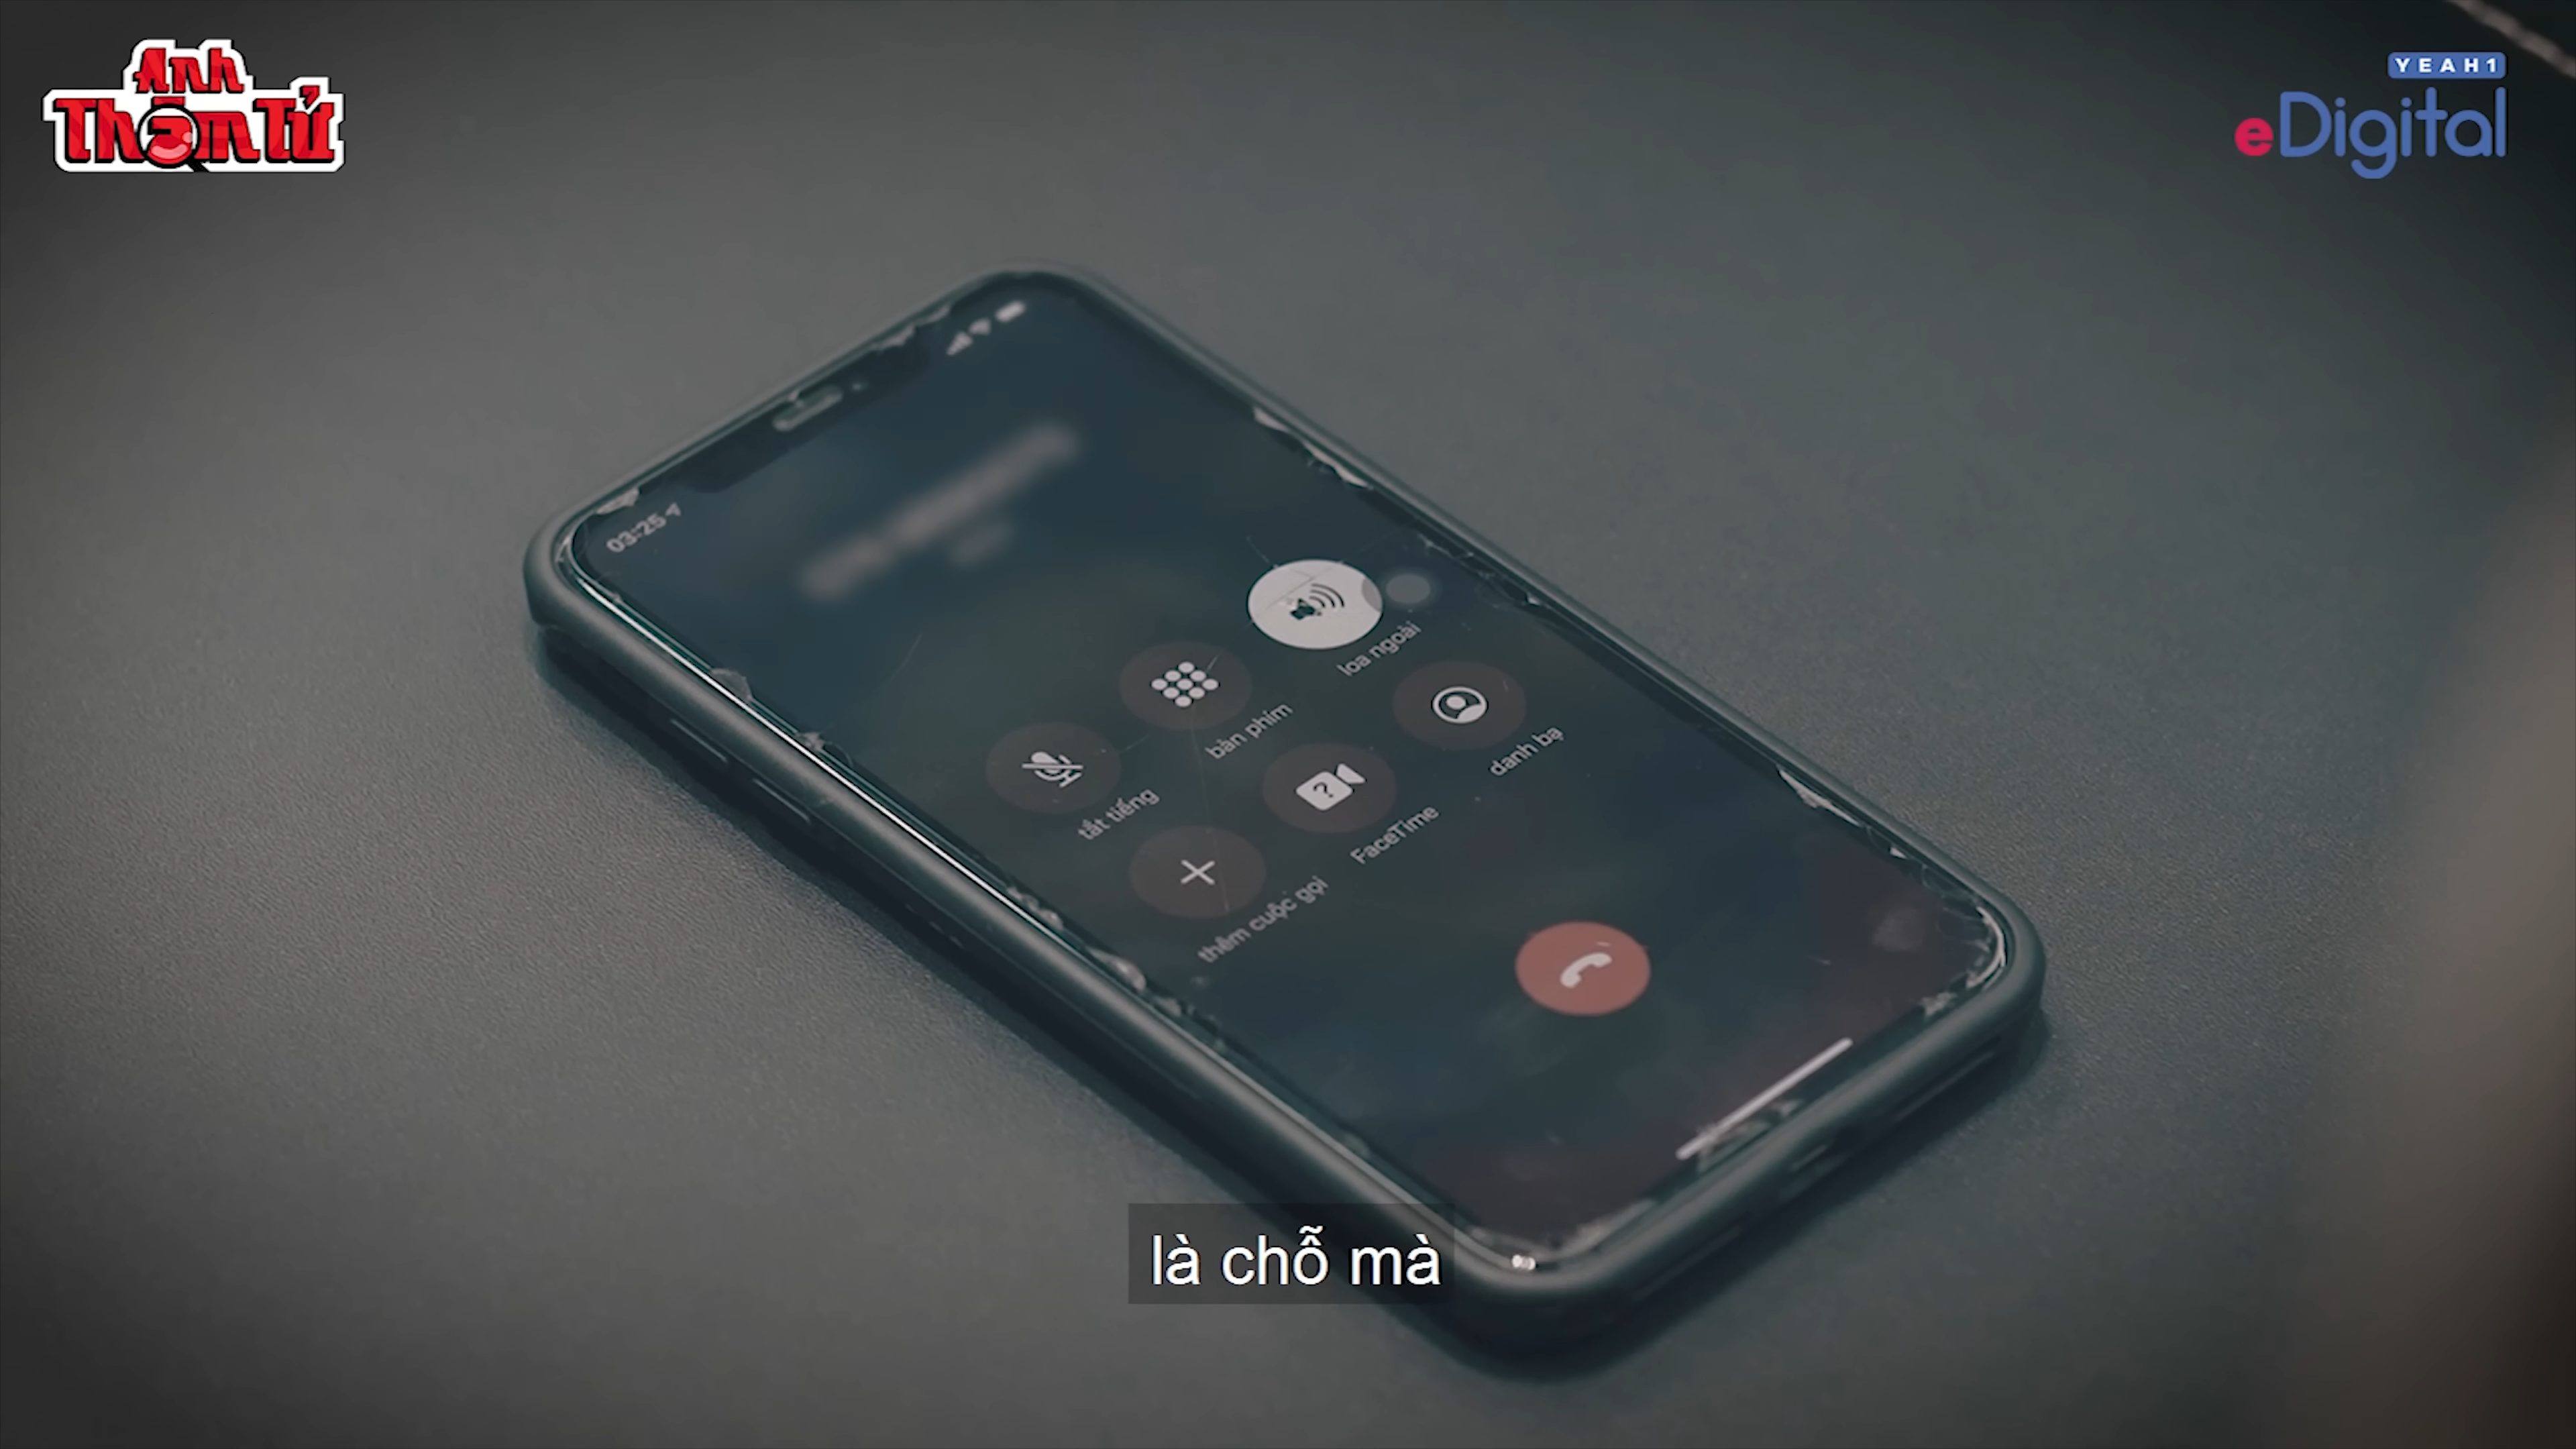 Anh
Thám Tử
YEAH1
eDigital
03:25
loa ngoài
bàn phím
tắt tiếng
danh bạ
FaceTime
thêm cuộc gọi
là chỗ mà